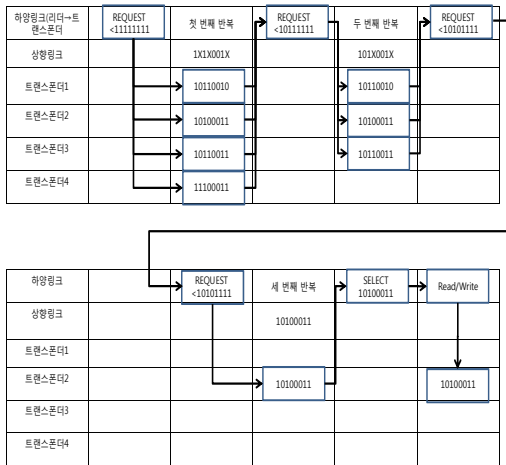 하양링크(리더→트
랜스폰더
REQUEST
<11111111
첫 번째 반복
REQUEST
<10111111
두 번째 반복
REQUEST
<10101111
상향링크
1X1X001X
101X001X
트랜스폰더1
10110010
10110010
트랜스폰더2
10100011
10100011
트랜스폰더3
10110011
10110011
트랜스폰더4
11100011
하양링크
REQUEST
<10101111
세 번째 반복
SELECT
10100011
Read/Write
상향링크
10100011
트랜스폰더1
트랜스폰더2
10100011
10100011
트랜스폰더3
트랜스폰더4